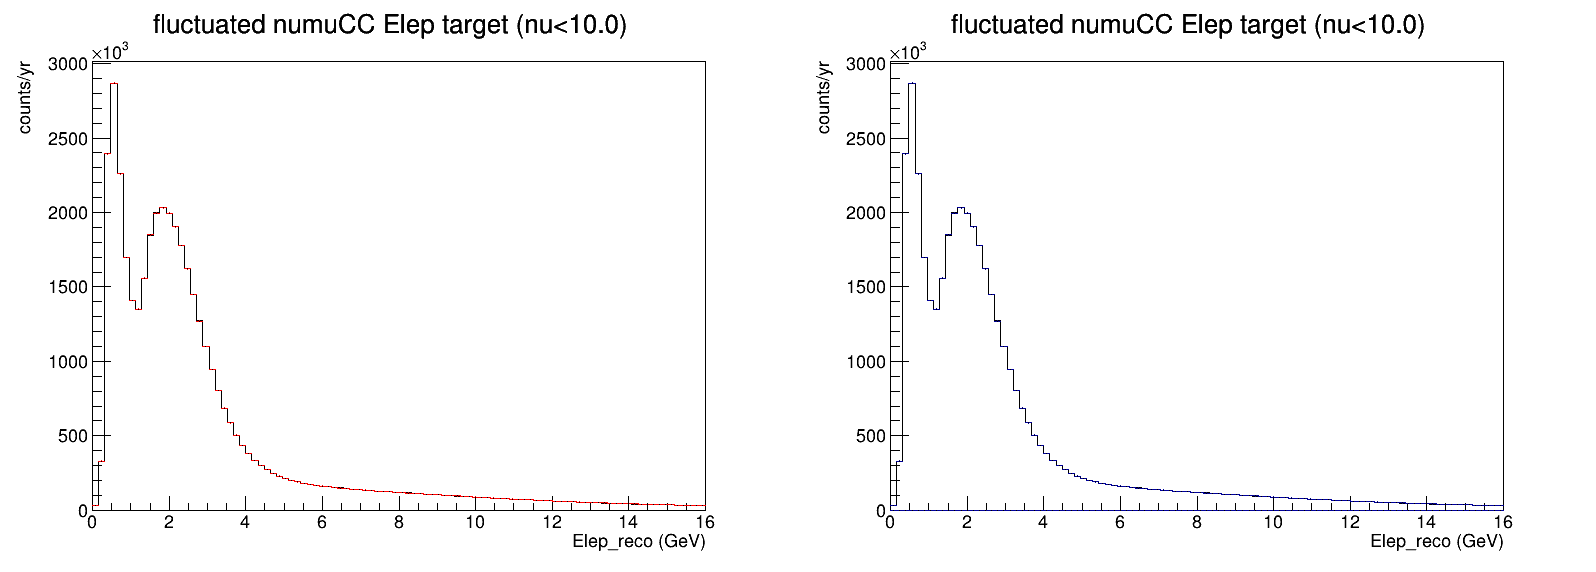 fluctuated numuCC Elep target (nu<10.0)
×10³
counts/yr
3000
2500
2000
1500
1000
500
0
0 2 4 6 8 10 12 14 16
Elep_reco (GeV)
fluctuated numuCC Elep target (nu<10.0)
×10³
counts/yr
3000
2500
2000
1500
1000
500
0
0 2 4 6 8 10 12 14 16
Elep_reco (GeV)